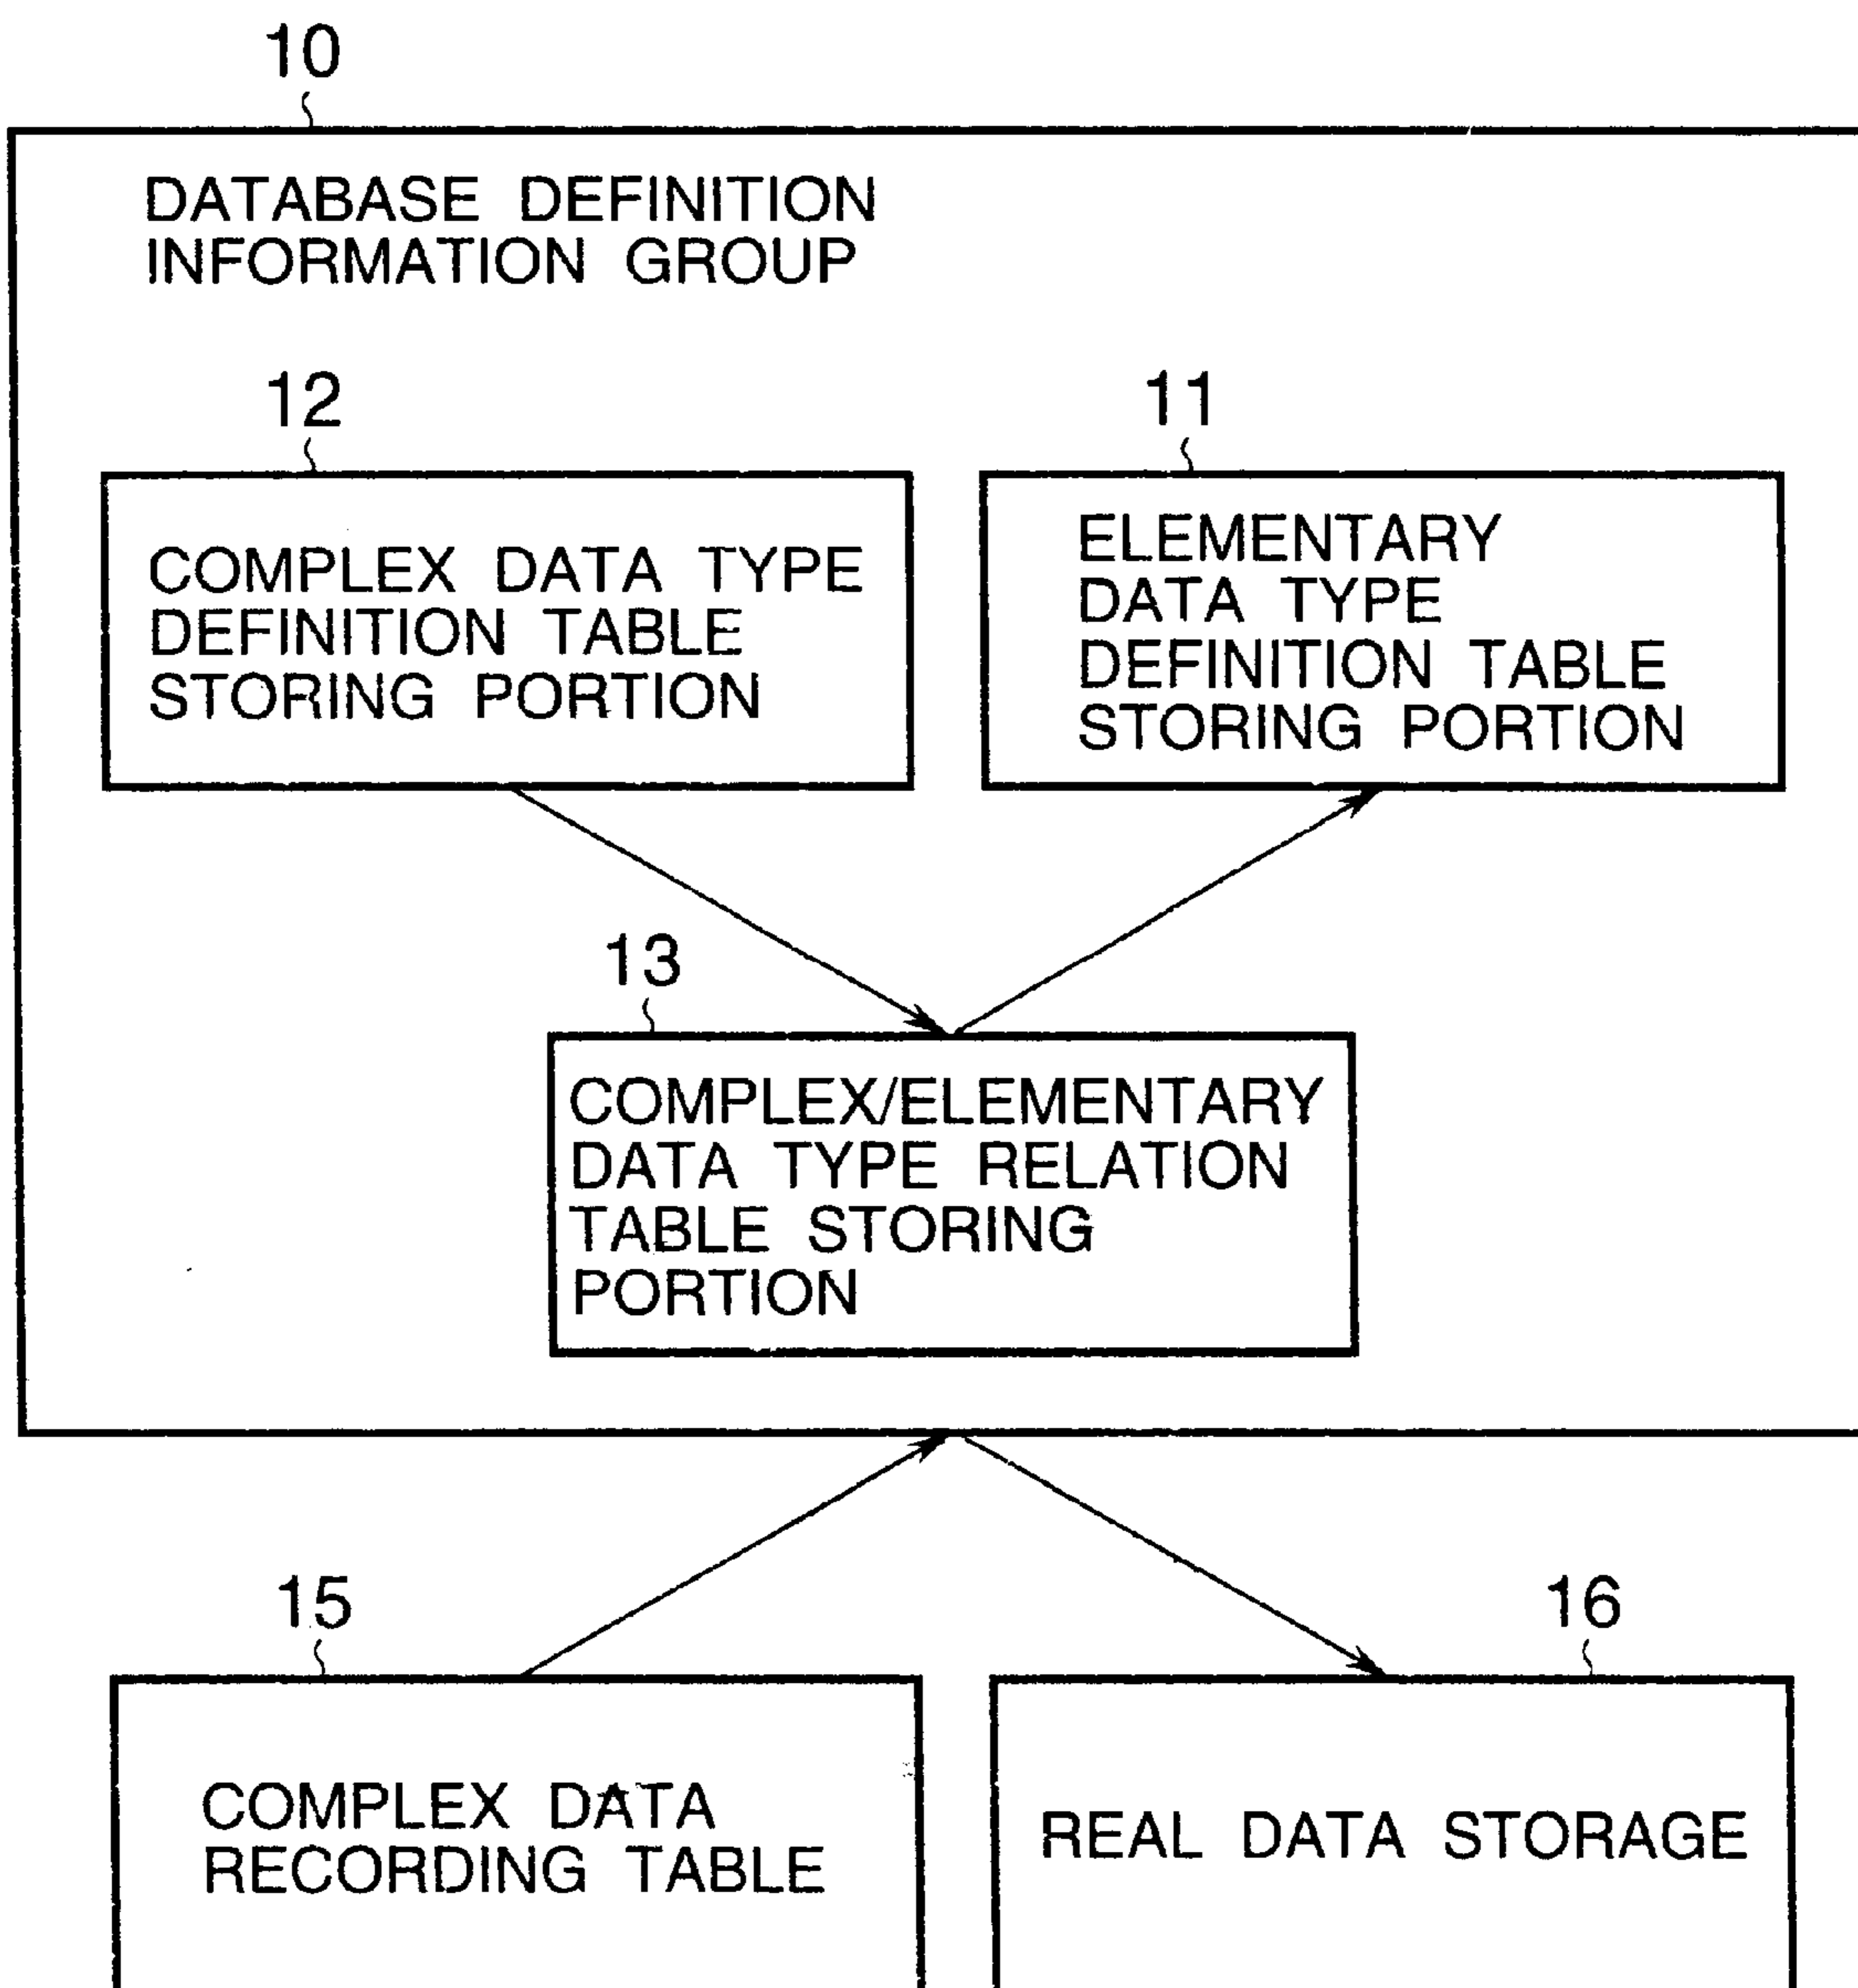 10
DATABASE DEFINITION
INFORMATION GROUP
12
11
COMPLEX DATA TYPE
DEFINITION TABLE
STORING PORTION
ELEMENTARY
DATA TYPE
DEFINITION TABLE
STORING PORTION
13
COMPLEX/ELEMENTARY
DATA TYPE RELATION
TABLE STORING
PORTION
15
16
COMPLEX DATA
RECORDING TABLE
REAL DATA STORAGE